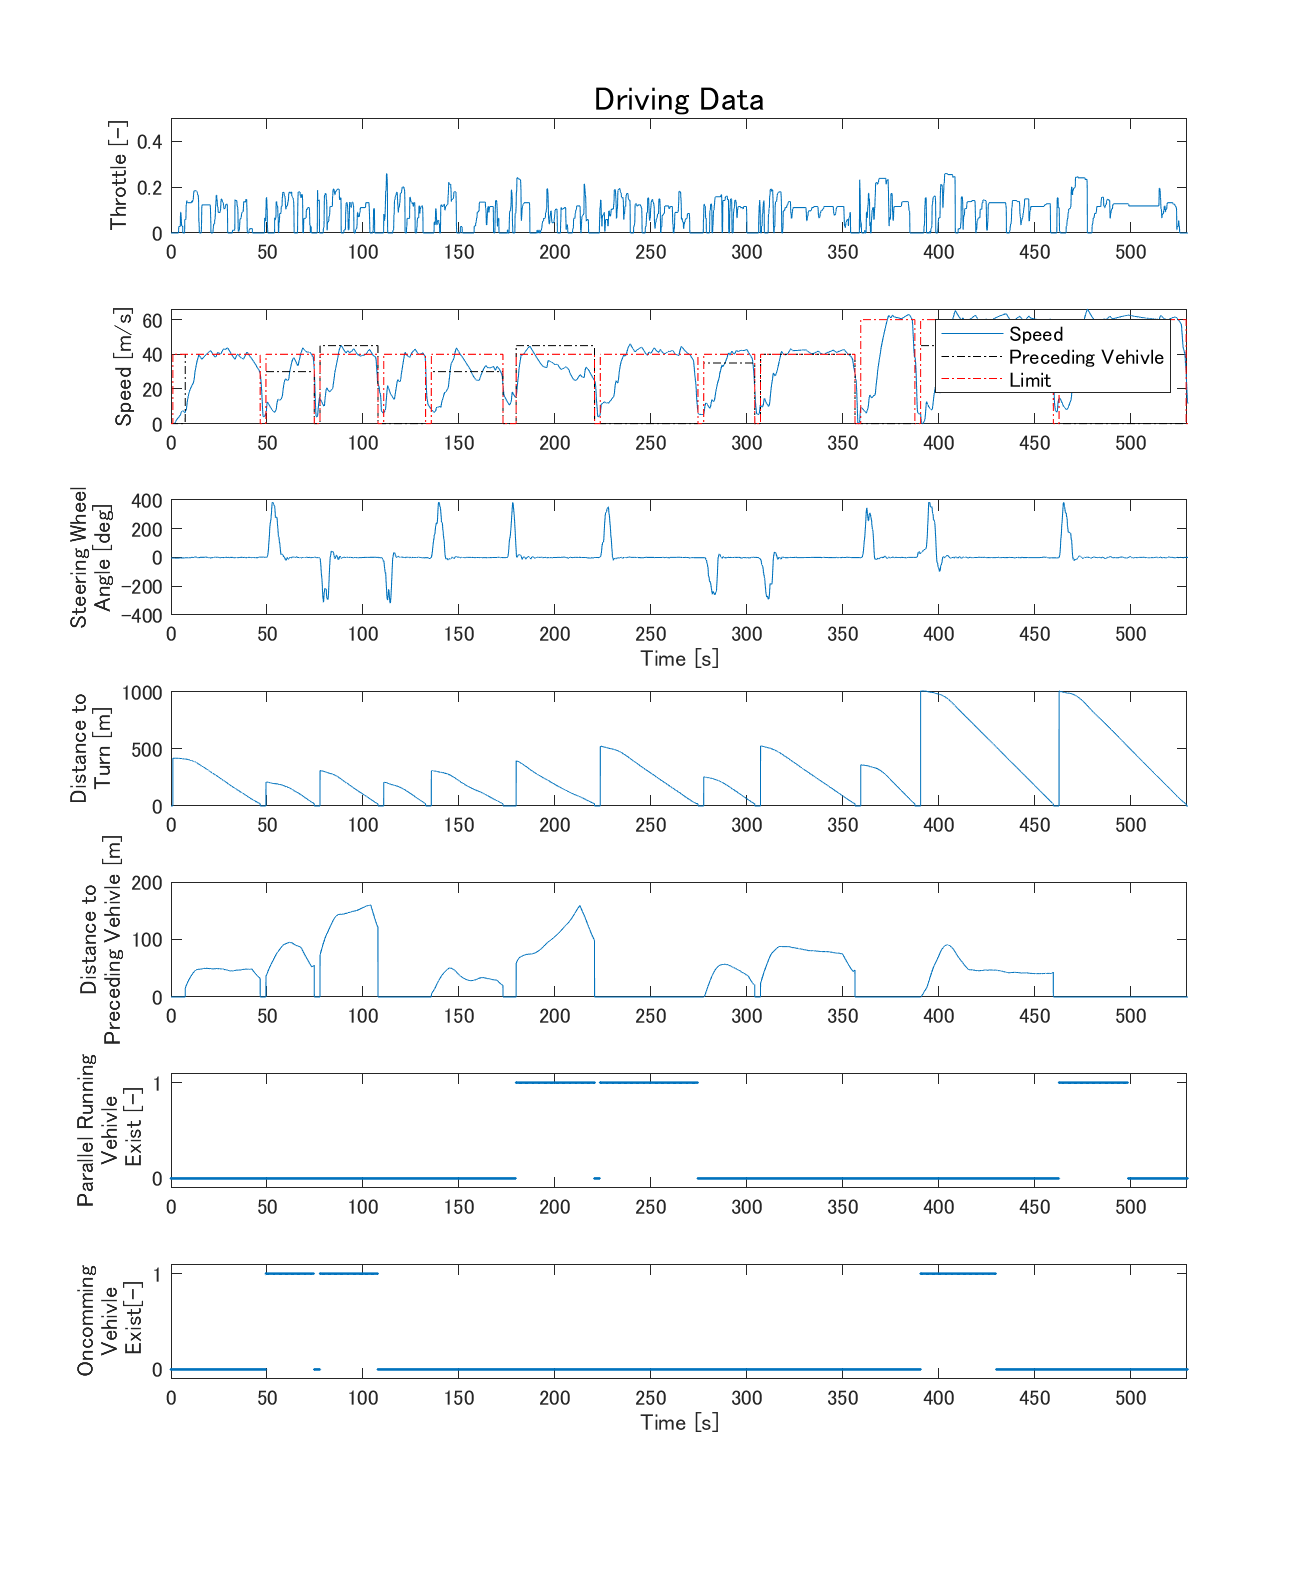 Driving Data
Throttle [-]
0.4
0.2
0
0 50 100 150 200 250 300 350 400 450 500
Speed [m/s]
60
40
20
0
Speed
Preceding Vehivle
Limit
0 50 100 150 200 250 300 350 400 450 500
Steering Wheel
Angle [deg]
400
200
0
-200
-400
0 50 100 150 200 250 300 350 400 450 500
Time [s]
Distance to
Turn [m]
1000
500
0
0 50 100 150 200 250 300 350 400 450 500
Distance to
Preceding Vehivle [m]
200
100
0
0 50 100 150 200 250 300 350 400 450 500
Parallel Running
Vehivle
Exist [-]
1
0
0 50 100 150 200 250 300 350 400 450 500
Oncomming
Vehivle
Exist[-]
1
0
0 50 100 150 200 250 300 350 400 450 500
Time [s]